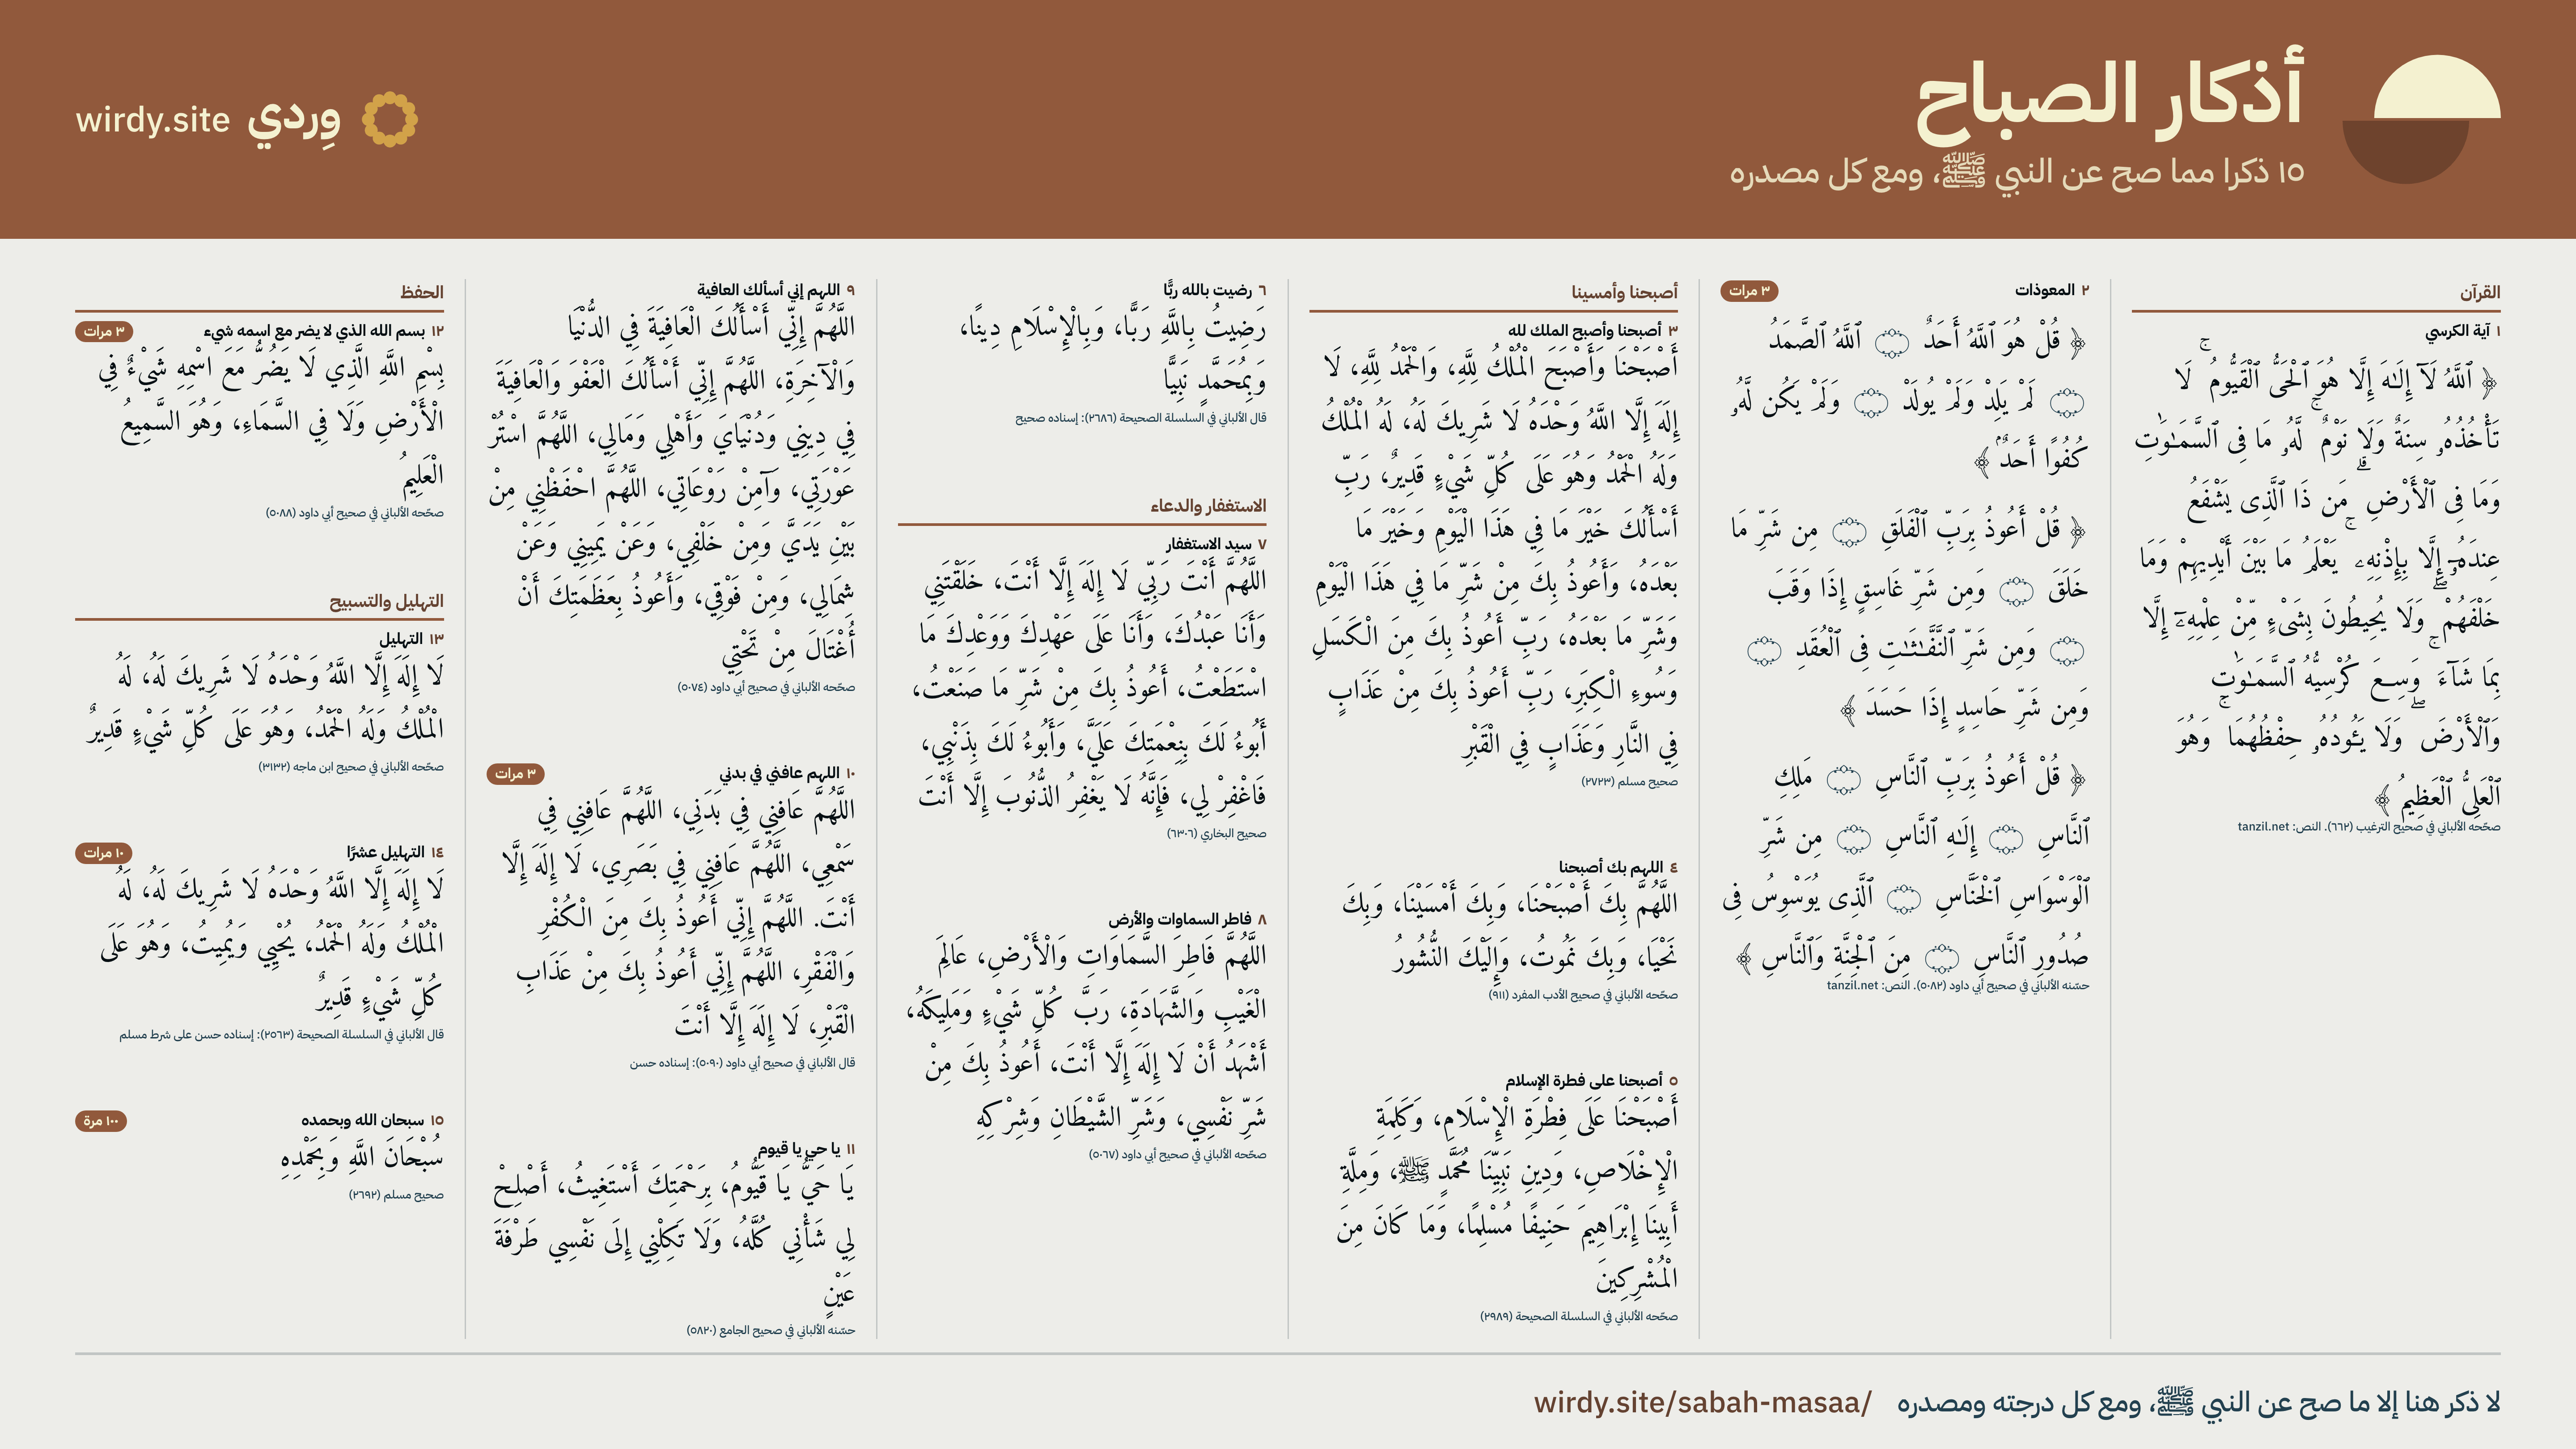 أذكار الصباح
١٥ ذكرا مما صح عن النبي ﷺ، ومع كل مصدره
وِردي wirdy.site
القرآن
١ آية الكرسي
﴿ ٱللَّهُ لَآ إِلَـٰهَ إِلَّا هُوَ ٱلْحَىُّ ٱلْقَيُّومُ ۚ لَا
تَأْخُذُهُۥ سِنَةٌ وَلَا نَوْمٌ ۚ لَّهُۥ مَا فِى ٱلسَّمَـٰوَٰتِ
وَمَا فِى ٱلْأَرْضِ ۗ مَن ذَا ٱلَّذِى يَشْفَعُ
عِندَهُۥٓ إِلَّا بِإِذْنِهِۦ ۚ يَعْلَمُ مَا بَيْنَ أَيْدِيهِمْ وَمَا
خَلْفَهُمْ ۖ وَلَا يُحِيطُونَ بِشَىْءٍ مِّنْ عِلْمِهِۦٓ إِلَّا
بِمَا شَآءَ ۚ وَسِعَ كُرْسِيُّهُ ٱلسَّمَـٰوَٰتِ
وَٱلْأَرْضَ ۖ وَلَا يَـُٔودُهُۥ حِفْظُهُمَا ۚ وَهُوَ
ٱلْعَلِىُّ ٱلْعَظِيمُ ﴾
صحّحه الألباني في صحيح الترغيب (٦٦٢). النص: tanzil.net
٢ المعوذات ٣ مرات
﴿ قُلْ هُوَ ٱللَّهُ أَحَدٌ ۝ ٱللَّهُ ٱلصَّمَدُ
۝ لَمْ يَلِدْ وَلَمْ يُولَدْ ۝ وَلَمْ يَكُن لَّهُۥ
كُفُوًا أَحَدٌۢ ﴾
﴿ قُلْ أَعُوذُ بِرَبِّ ٱلْفَلَقِ ۝ مِن شَرِّ مَا
خَلَقَ ۝ وَمِن شَرِّ غَاسِقٍ إِذَا وَقَبَ
۝ وَمِن شَرِّ ٱلنَّفَّـٰثَـٰتِ فِى ٱلْعُقَدِ ۝
وَمِن شَرِّ حَاسِدٍ إِذَا حَسَدَ ﴾
﴿ قُلْ أَعُوذُ بِرَبِّ ٱلنَّاسِ ۝ مَلِكِ
ٱلنَّاسِ ۝ إِلَـٰهِ ٱلنَّاسِ ۝ مِن شَرِّ
ٱلْوَسْوَاسِ ٱلْخَنَّاسِ ۝ ٱلَّذِى يُوَسْوِسُ فِى
صُدُورِ ٱلنَّاسِ ۝ مِنَ ٱلْجِنَّةِ وَٱلنَّاسِ ﴾
حسّنه الألباني في صحيح أبي داود (٥٠٨٢). النص: tanzil.net
أصبحنا وأمسينا
٣ أصبحنا وأصبح الملك لله
أَصْبَحْنَا وَأَصْبَحَ الْمُلْكُ لِلَّهِ، وَالْحَمْدُ لِلَّهِ، لَا
إِلَهَ إِلَّا اللَّهُ وَحْدَهُ لَا شَرِيكَ لَهُ، لَهُ الْمُلْكُ
وَلَهُ الْحَمْدُ وَهُوَ عَلَى كُلِّ شَيْءٍ قَدِيرٌ، رَبِّ
أَسْأَلُكَ خَيْرَ مَا فِي هَذَا الْيَوْمِ وَخَيْرَ مَا
بَعْدَهُ، وَأَعُوذُ بِكَ مِنْ شَرِّ مَا فِي هَذَا الْيَوْمِ
وَشَرِّ مَا بَعْدَهُ، رَبِّ أَعُوذُ بِكَ مِنَ الْكَسَلِ
وَسُوءِ الْكِبَرِ، رَبِّ أَعُوذُ بِكَ مِنْ عَذَابٍ
فِي النَّارِ وَعَذَابٍ فِي الْقَبْرِ
صحيح مسلم (٢٧٢٣)
٤ اللهم بك أصبحنا
اللَّهُمَّ بِكَ أَصْبَحْنَا، وَبِكَ أَمْسَيْنَا، وَبِكَ
نَحْيَا، وَبِكَ نَمُوتُ، وَإِلَيْكَ النُّشُورُ
صحّحه الألباني في صحيح الأدب المفرد (٩١١)
٥ أصبحنا على فطرة الإسلام
أَصْبَحْنَا عَلَى فِطْرَةِ الْإِسْلَامِ، وَكَلِمَةِ
الْإِخْلَاصِ، وَدِينِ نَبِيِّنَا مُحَمَّدٍ ﷺ، وَمِلَّةِ
أَبِينَا إِبْرَاهِيمَ حَنِيفًا مُسْلِمًا، وَمَا كَانَ مِنَ
الْمُشْرِكِينَ
صحّحه الألباني في السلسلة الصحيحة (٢٩٨٩)
٦ رضيت بالله ربًّا
رَضِيتُ بِاللَّهِ رَبًّا، وَبِالْإِسْلَامِ دِينًا،
وَبِمُحَمَّدٍ نَبِيًّا
قال الألباني في السلسلة الصحيحة (٢٦٨٦): إسناده صحيح
الاستغفار والدعاء
٧ سيد الاستغفار
اللَّهُمَّ أَنْتَ رَبِّي لَا إِلَهَ إِلَّا أَنْتَ، خَلَقْتَنِي
وَأَنَا عَبْدُكَ، وَأَنَا عَلَى عَهْدِكَ وَوَعْدِكَ مَا
اسْتَطَعْتُ، أَعُوذُ بِكَ مِنْ شَرِّ مَا صَنَعْتُ،
أَبُوءُ لَكَ بِنِعْمَتِكَ عَلَيَّ، وَأَبُوءُ لَكَ بِذَنْبِي،
فَاغْفِرْ لِي، فَإِنَّهُ لَا يَغْفِرُ الذُّنُوبَ إِلَّا أَنْتَ
صحيح البخاري (٦٣٠٦)
٨ فاطر السماوات والأرض
اللَّهُمَّ فَاطِرَ السَّمَاوَاتِ وَالْأَرْضِ، عَالِمَ
الْغَيْبِ وَالشَّهَادَةِ، رَبَّ كُلِّ شَيْءٍ وَمَلِيكَهُ،
أَشْهَدُ أَنْ لَا إِلَهَ إِلَّا أَنْتَ، أَعُوذُ بِكَ مِنْ
شَرِّ نَفْسِي، وَشَرِّ الشَّيْطَانِ وَشِرْكِهِ
صحّحه الألباني في صحيح أبي داود (٥٠٦٧)
٩ اللهم إني أسألك العافية
اللَّهُمَّ إِنِّي أَسْأَلُكَ الْعَافِيَةَ فِي الدُّنْيَا
وَالْآخِرَةِ، اللَّهُمَّ إِنِّي أَسْأَلُكَ الْعَفْوَ وَالْعَافِيَةَ
فِي دِينِي وَدُنْيَايَ وَأَهْلِي وَمَالِي، اللَّهُمَّ اسْتُرْ
عَوْرَتِي، وَآمِنْ رَوْعَاتِي، اللَّهُمَّ احْفَظْنِي مِنْ
بَيْنِ يَدَيَّ وَمِنْ خَلْفِي، وَعَنْ يَمِينِي وَعَنْ
شِمَالِي، وَمِنْ فَوْقِي، وَأَعُوذُ بِعَظَمَتِكَ أَنْ
أُغْتَالَ مِنْ تَحْتِي
صحّحه الألباني في صحيح أبي داود (٥٠٧٤)
١٠ اللهم عافني في بدني ٣ مرات
اللَّهُمَّ عَافِنِي فِي بَدَنِي، اللَّهُمَّ عَافِنِي فِي
سَمْعِي، اللَّهُمَّ عَافِنِي فِي بَصَرِي، لَا إِلَهَ إِلَّا
أَنْتَ. اللَّهُمَّ إِنِّي أَعُوذُ بِكَ مِنَ الْكُفْرِ
وَالْفَقْرِ، اللَّهُمَّ إِنِّي أَعُوذُ بِكَ مِنْ عَذَابِ
الْقَبْرِ، لَا إِلَهَ إِلَّا أَنْتَ
قال الألباني في صحيح أبي داود (٥٠٩٠): إسناده حسن
١١ يا حي يا قيوم
يَا حَيُّ يَا قَيُّومُ، بِرَحْمَتِكَ أَسْتَغِيثُ، أَصْلِحْ
لِي شَأْنِي كُلَّهُ، وَلَا تَكِلْنِي إِلَى نَفْسِي طَرْفَةَ
عَيْنٍ
حسّنه الألباني في صحيح الجامع (٥٨٢٠)
الحفظ
١٢ بسم الله الذي لا يضر مع اسمه شيء ٣ مرات
بِسْمِ اللَّهِ الَّذِي لَا يَضُرُّ مَعَ اسْمِهِ شَيْءٌ فِي
الْأَرْضِ وَلَا فِي السَّمَاءِ، وَهُوَ السَّمِيعُ
الْعَلِيمُ
صحّحه الألباني في صحيح أبي داود (٥٠٨٨)
التهليل والتسبيح
١٣ التهليل
لَا إِلَهَ إِلَّا اللَّهُ وَحْدَهُ لَا شَرِيكَ لَهُ، لَهُ
الْمُلْكُ وَلَهُ الْحَمْدُ، وَهُوَ عَلَى كُلِّ شَيْءٍ قَدِيرٌ
صحّحه الألباني في صحيح ابن ماجه (٣١٣٢)
١٤ التهليل عشرًا ١٠ مرات
لَا إِلَهَ إِلَّا اللَّهُ وَحْدَهُ لَا شَرِيكَ لَهُ، لَهُ
الْمُلْكُ وَلَهُ الْحَمْدُ، يُحْيِي وَيُمِيتُ، وَهُوَ عَلَى
كُلِّ شَيْءٍ قَدِيرٌ
قال الألباني في السلسلة الصحيحة (٢٥٦٣): إسناده حسن على شرط مسلم
١٥ سبحان الله وبحمده ١٠٠ مرة
سُبْحَانَ اللَّهِ وَبِحَمْدِهِ
صحيح مسلم (٢٦٩٢)
لا ذكر هنا إلا ما صح عن النبي ﷺ، ومع كل درجته ومصدره wirdy.site/sabah-masaa/